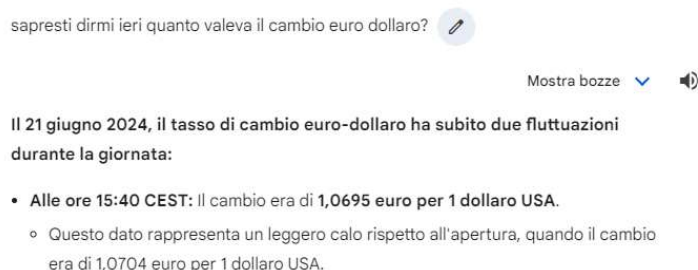 sapresti dirmi ieri quanto valeva il cambio euro dollaro?
Mostra bozze
Il 21 giugno 2024, il tasso di cambio euro-dollaro ha subito due fluttuazioni
durante la giornata:
• Alle ore 15:40 CEST: Il cambio era di 1,0695 euro per 1 dollaro USA.
◦ Questo dato rappresenta un leggero calo rispetto all'apertura, quando il cambio
era di 1,0704 euro per 1 dollaro USA.